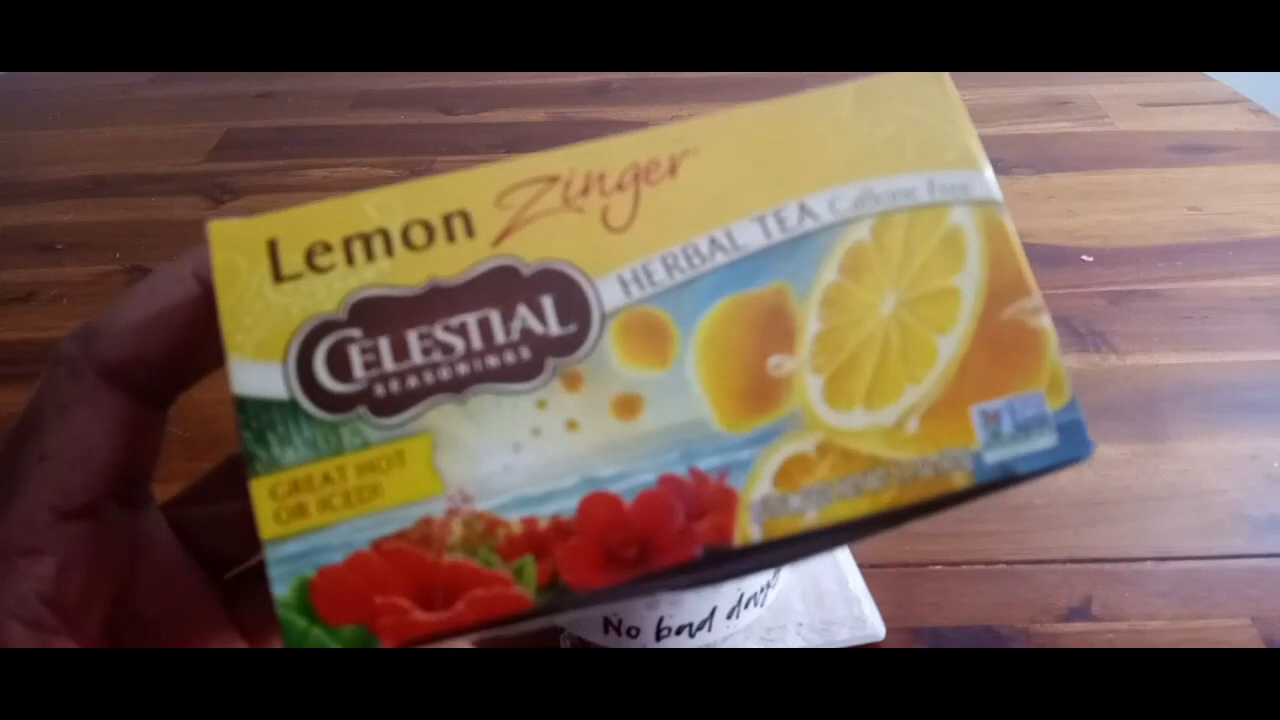 Lemon Zinger
CELESTIAL
SEASONINGS
HERBAL TEA Caffeine Free
GREAT HOT
OR ICED!
No bad days